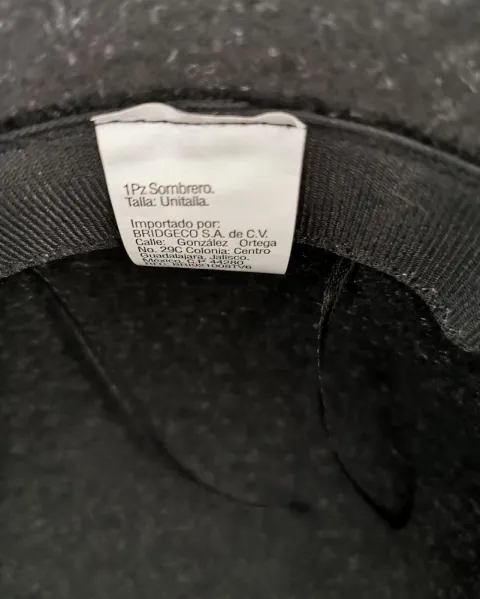 1Pz.Sombrero.
Talla: Unitalla.
Importado por:
BRIDGECO S.A. de C.V.
Calle: González Ortega
No. 29C Colonia: Centro
Guadalajara, Jalisco.
México, C.P. 44280